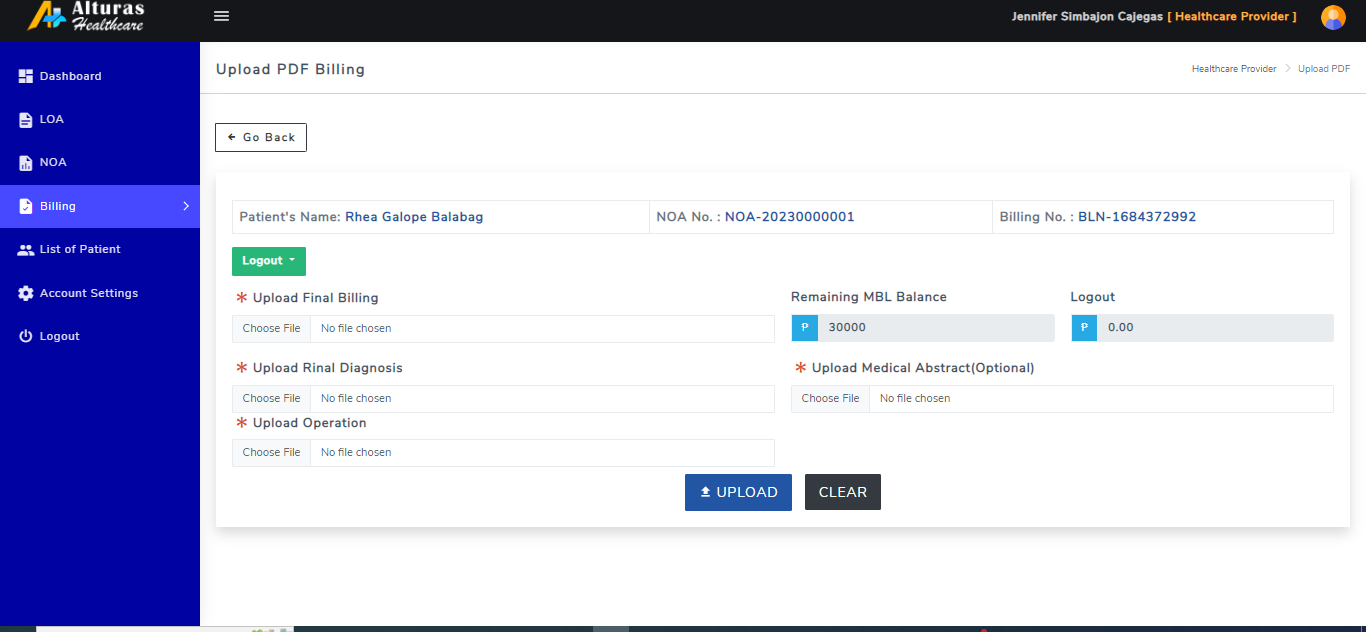 Alturas
Healthcare
Jennifer Simbajon Cajegas [ Healthcare Provider ]
Dashboard
LOA
NOA
Billing
List of Patient
Account Settings
Logout
Upload PDF Billing
Healthcare Provider > Upload PDF
← Go Back
Patient's Name: Rhea Galope Balabag
NOA No. : NOA-20230000001
Billing No. : BLN-1684372992
Logout
* Upload Final Billing
Choose File No file chosen
Remaining MBL Balance
₱ 30000
Logout
₱ 0.00
* Upload Rinal Diagnosis
Choose File No file chosen
* Upload Medical Abstract(Optional)
Choose File No file chosen
* Upload Operation
Choose File No file chosen
UPLOAD
CLEAR